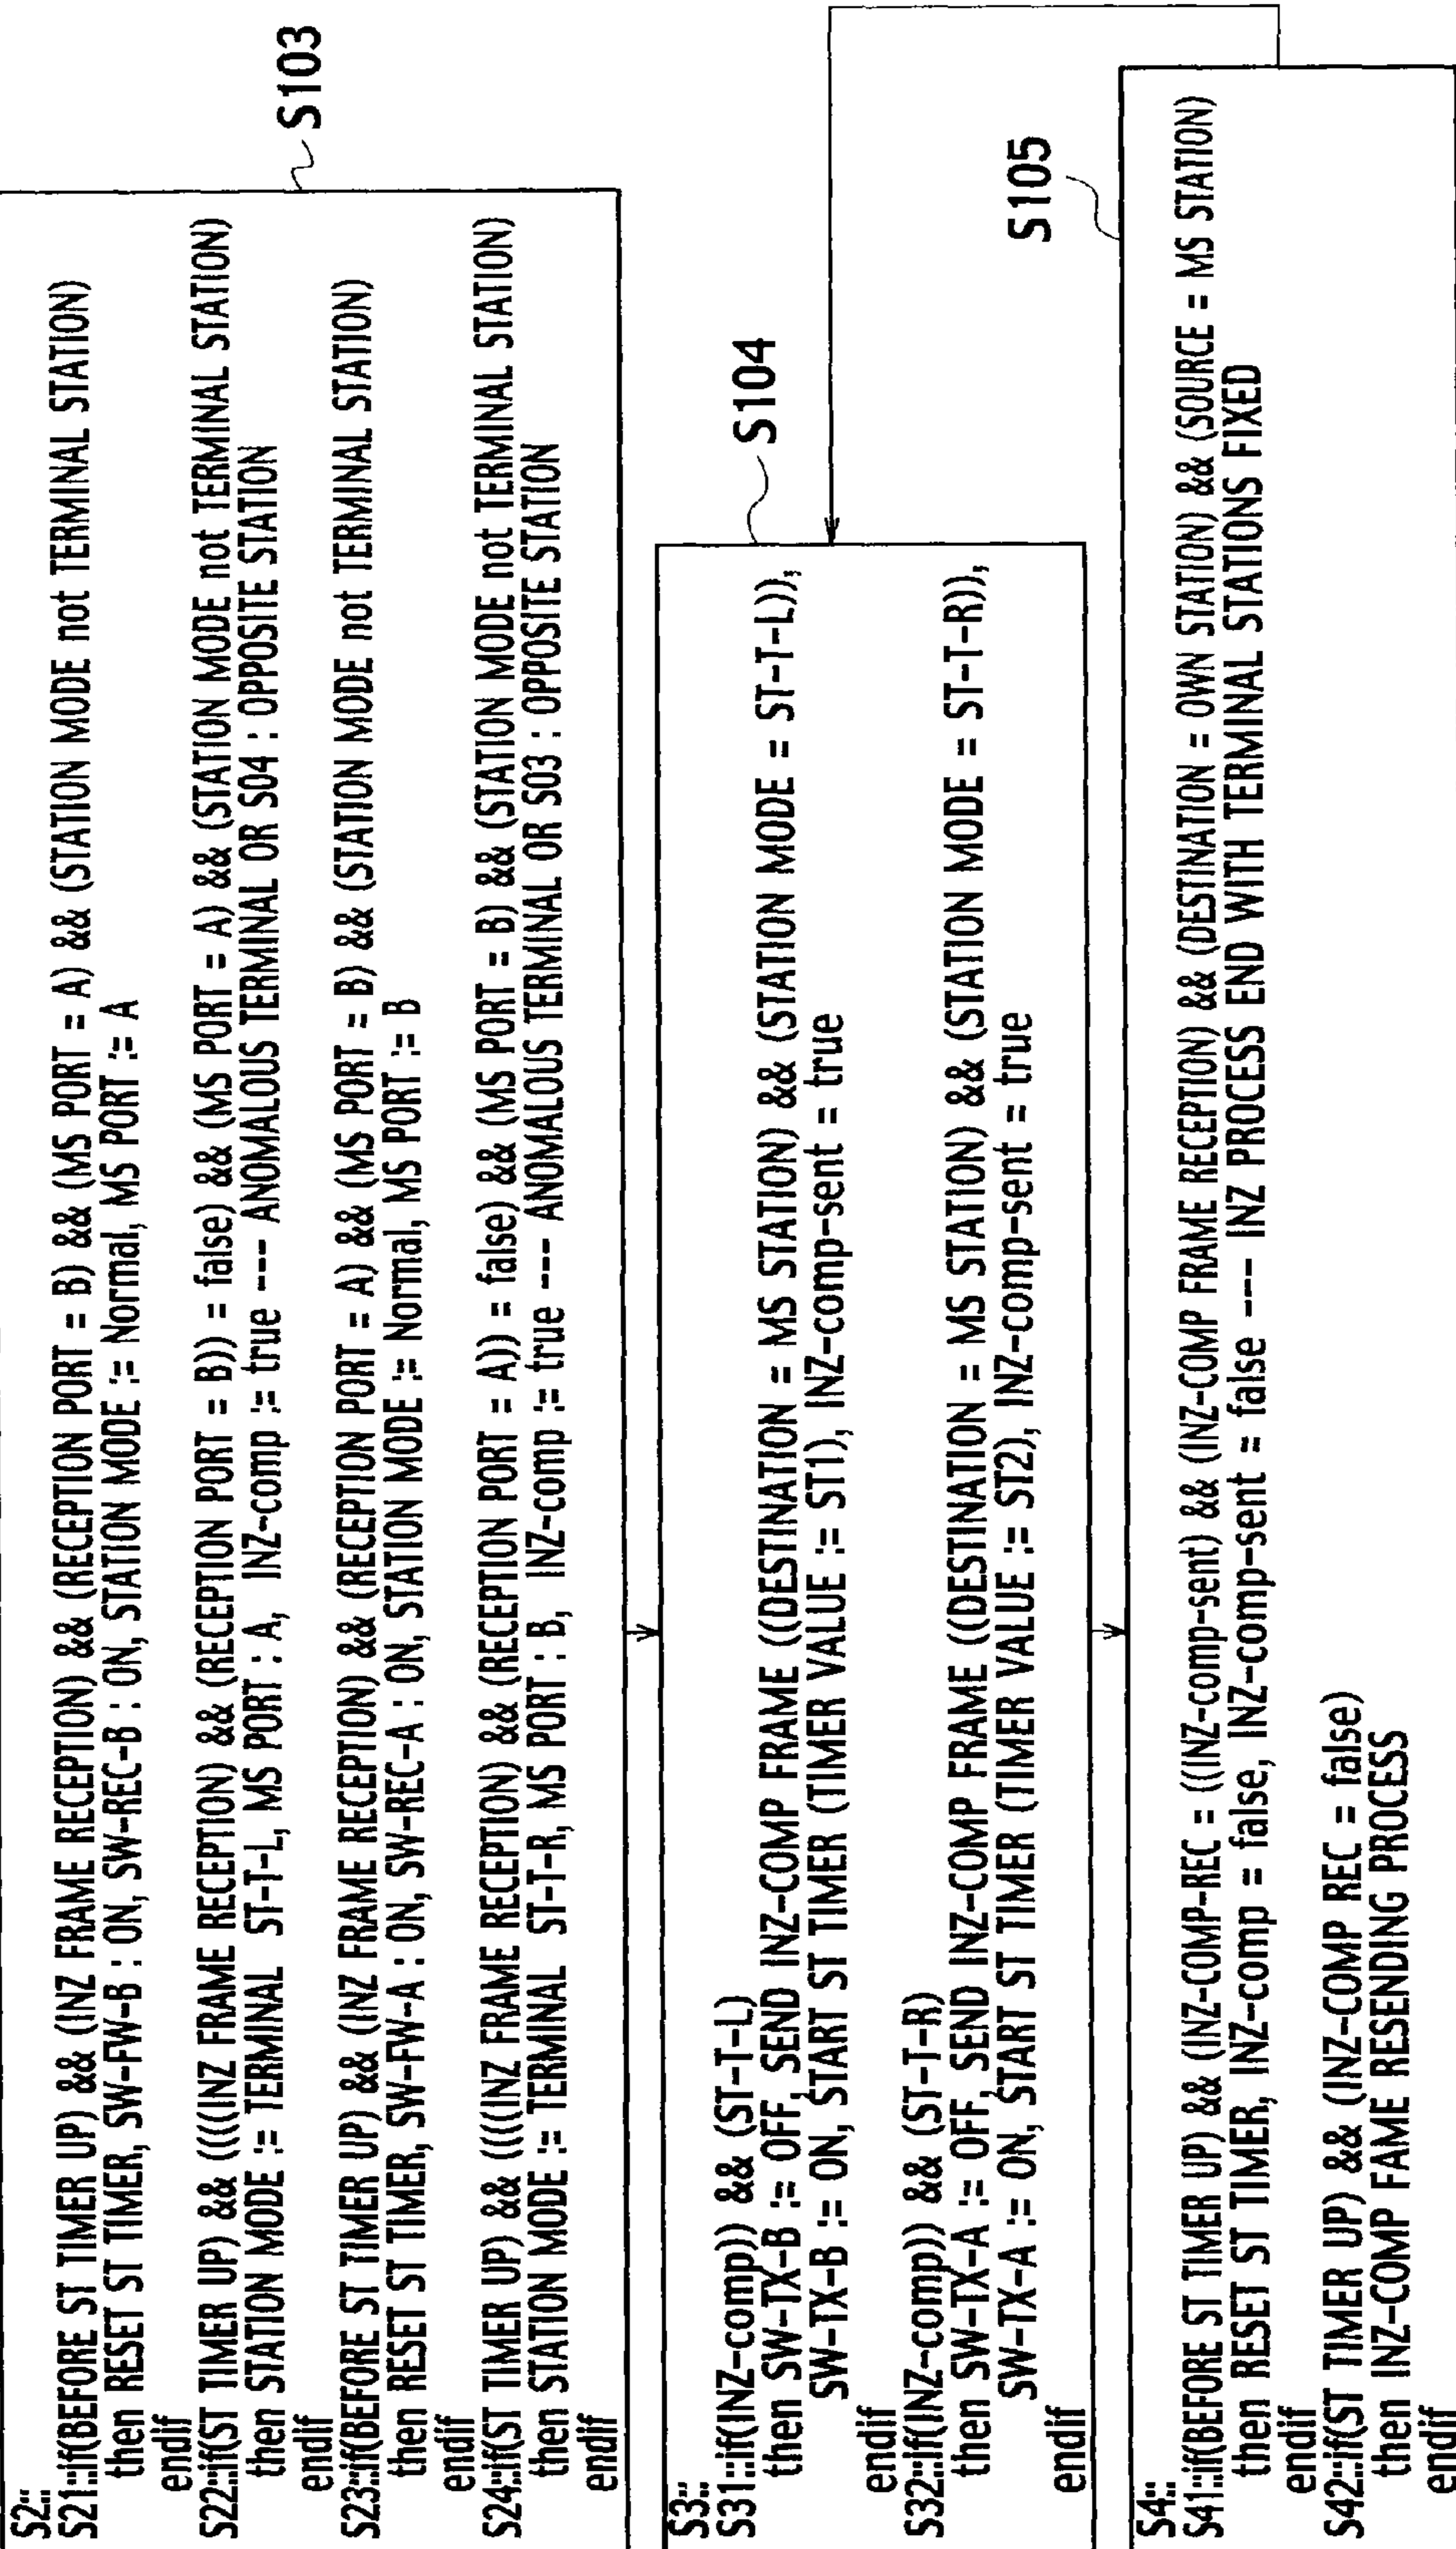 S2::
S21::if(BEFORE ST TIMER UP) && (INZ FRAME RECEPTION) && (RECEPTION PORT = B) && (MS PORT = A) && (STATION MODE not TERMINAL STATION)
then RESET ST TIMER, SW-FW-B : ON, SW-REC-B : ON, STATION MODE := Normal, MS PORT := A
endif
S22::if(ST TIMER UP) && ((((INZ FRAME RECEPTION) && (RECEPTION PORT = B)) = false) && (MS PORT = A) && (STATION MODE not TERMINAL STATION)
then STATION MODE := TERMINAL ST-T-L, MS PORT : A, INZ-comp := true --- ANOMALOUS TERMINAL OR S04 : OPPOSITE STATION
endif
S23::if(BEFORE ST TIMER UP) && (INZ FRAME RECEPTION) && (RECEPTION PORT = A) && (MS PORT = B) && (STATION MODE not TERMINAL STATION)
then RESET ST TIMER, SW-FW-A : ON, SW-REC-A : ON, STATION MODE := Normal, MS PORT := B
endif
S24::if(ST TIMER UP) && ((((INZ FRAME RECEPTION) && (RECEPTION PORT = A)) = false) && (MS PORT = B) && (STATION MODE not TERMINAL STATION)
then STATION MODE := TERMINAL ST-T-R, MS PORT : B, INZ-comp := true --- ANOMALOUS TERMINAL OR S03 : OPPOSITE STATION
endif
S103
S3::
S31::if(INZ-comp)) && (ST-T-L)
then SW-TX-B := OFF, SEND INZ-COMP FRAME ((DESTINATION = MS STATION) && (STATION MODE = ST-T-L)),
SW-TX-B := ON, START ST TIMER (TIMER VALUE := ST1), INZ-comp-sent = true
endif
S32::if(INZ-comp)) && (ST-T-R)
then SW-TX-A := OFF, SEND INZ-COMP FRAME ((DESTINATION = MS STATION) && (STATION MODE = ST-T-R)),
SW-TX-A := ON, START ST TIMER (TIMER VALUE := ST2), INZ-comp-sent = true
endif
S104
S4::
S41::if(BEFORE ST TIMER UP) && (INZ-COMP-REC = ((INZ-comp-sent) && (INZ-COMP FRAME RECEPTION) && (DESTINATION = OWN STATION) && (SOURCE = MS STATION)
then RESET ST TIMER, INZ-comp = false, INZ-comp-sent = false --- INZ PROCESS END WITH TERMINAL STATIONS FIXED
endif
S42::if(ST TIMER UP) && (INZ-COMP REC = false)
then INZ-COMP FAME RESENDING PROCESS
endif
S105